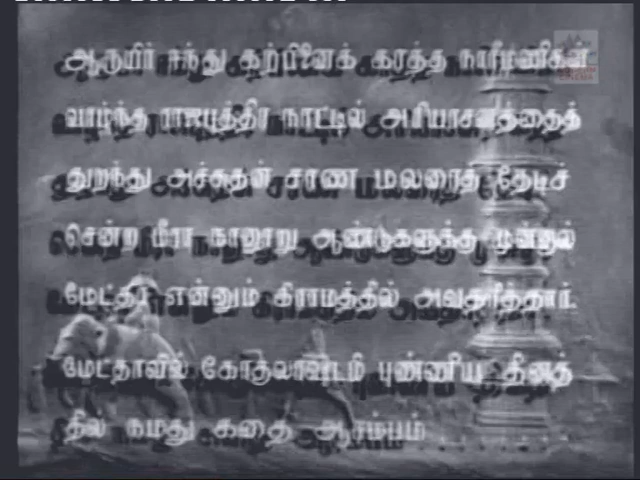 ஆருயிர் ஈந்து கற்பினைக் காத்த நாரீமணிகள்
வாழ்ந்த ராஜபுத்திர நாட்டில் அரியாசனத்தைத்
துறந்து அச்சுதன் சரண மலரைத் தேடிச்
சென்ற மீரா நானூறு ஆண்டுகளுக்கு முன்னால்
மேட்தா என்னும் கிராமத்தில் அவதரித்தார்.
மேட்தாவில் கோகுலாஷ்டமி புண்ணிய தினத்
தில் நமது கதை ஆரம்பம்